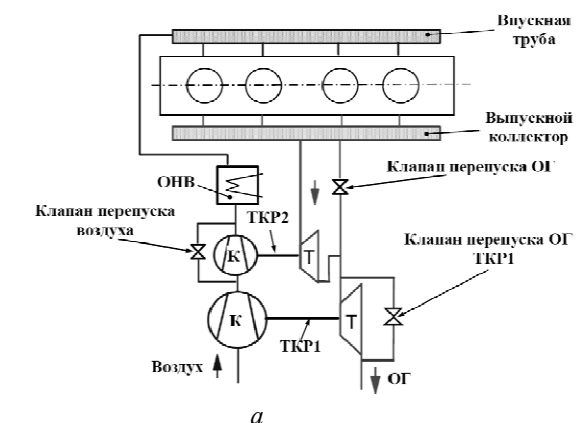 Впускная
труба
Выпускной
коллектор
Клапан перепуска ОГ
ОНВ
Клапан перепуска
воздуха
ТКР2
Клапан перепуска ОГ
ТКР1
К
Т
К
Т
ТКР1
Воздух
ОГ
а